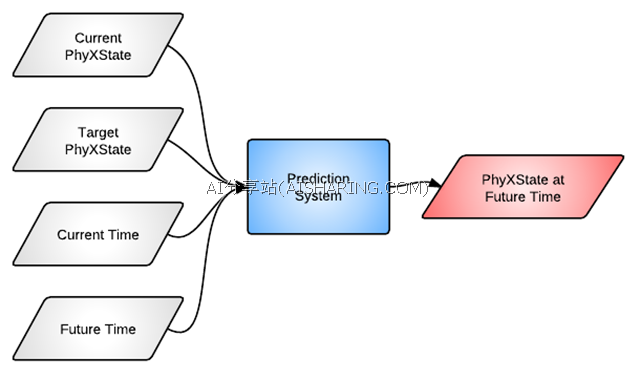 Current
PhyXState
Target
PhyXState
Current Time
Future Time
Prediction
System
AI分享站(AISHARING.COM)
PhyXState at
Future Time